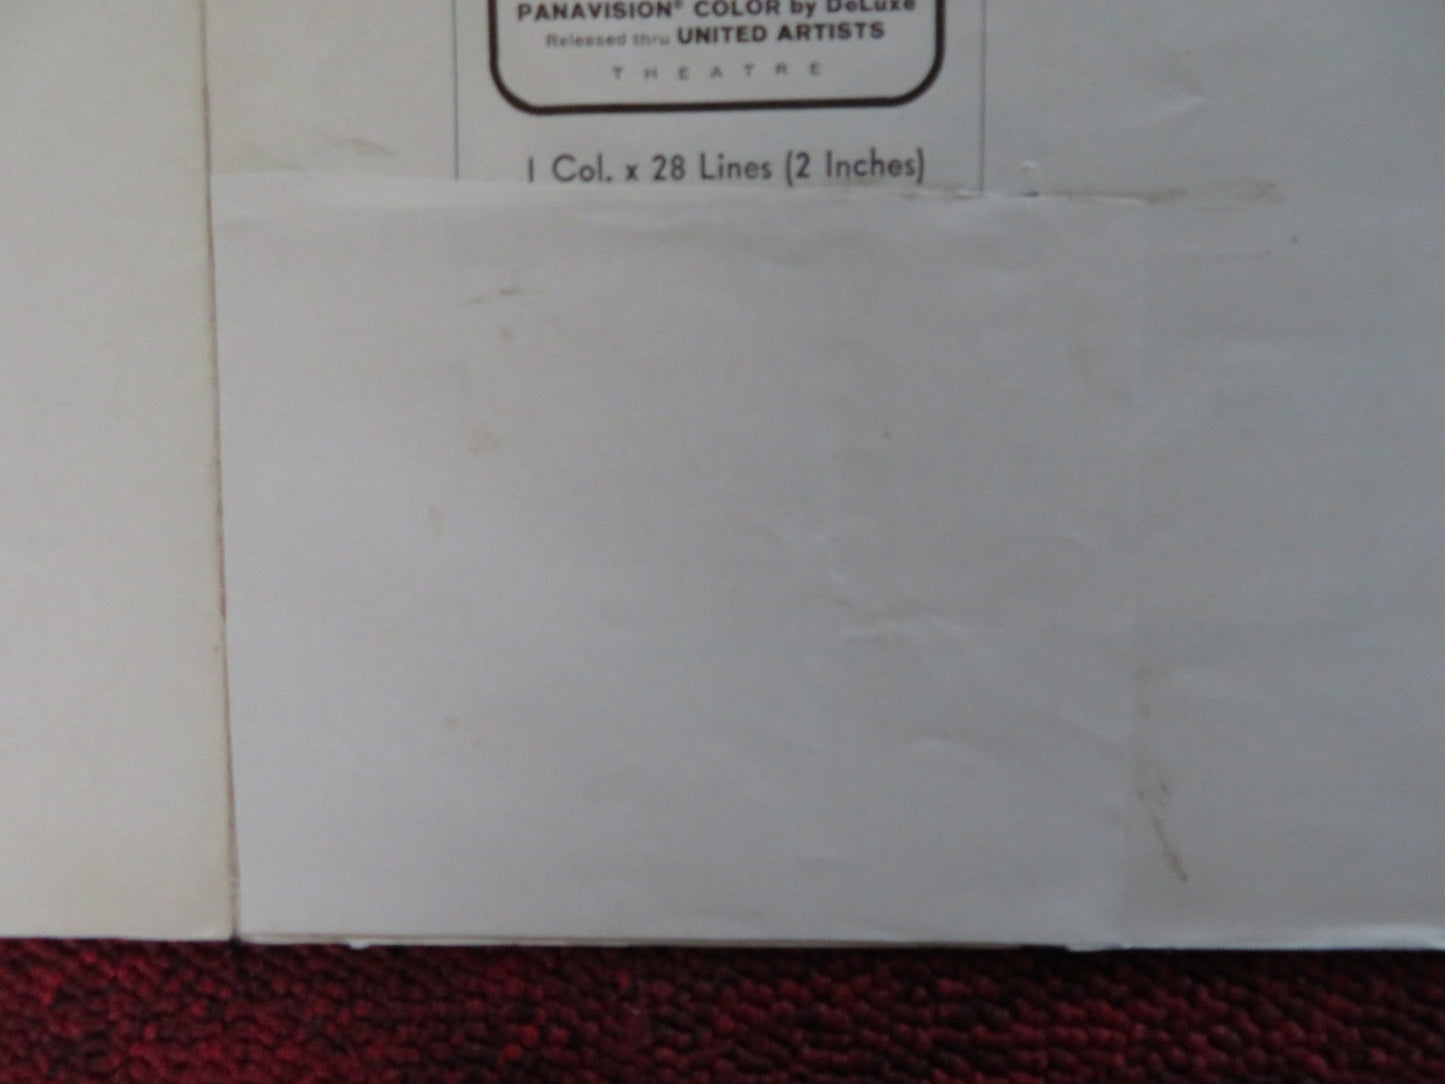 PANAVISION® COLOR by DeLuxe
Released thru UNITED ARTISTS
THEATRE
1 Col. x 28 Lines (2 Inches)